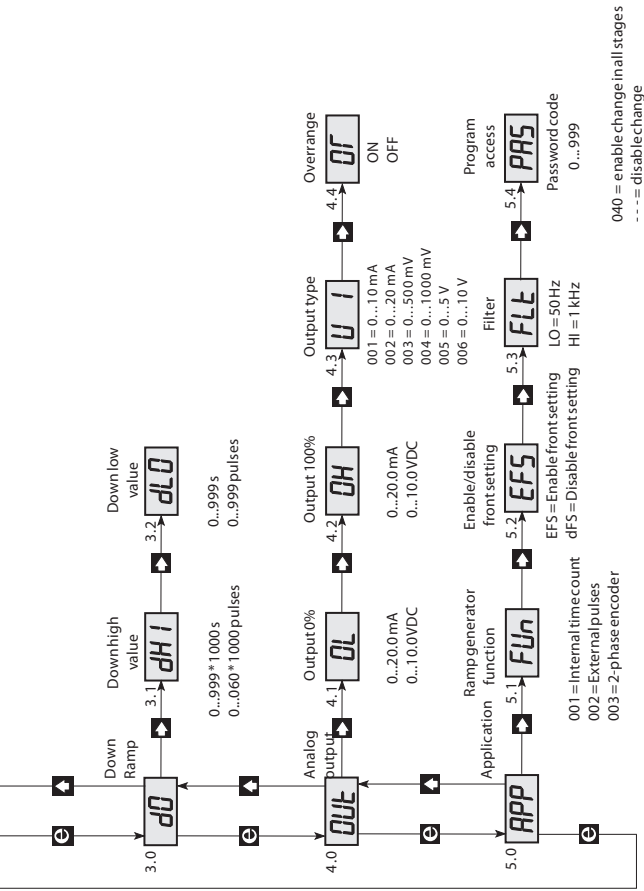 3.0
Down
Ramp
dO
3.1
Down high
value
dHI
0...999*1000 s
0...060*1000 pulses
3.2
Down low
value
dLO
0...999 s
0...999 pulses
e
e
4.0
Analog
output
OUt
4.1
Output 0%
OL
0...20.0 mA
0...10.0 VDC
4.2
Output 100%
OH
0...20.0 mA
0...10.0 VDC
4.3
Output type
U I
001 = 0...10 mA
002 = 0...20 mA
003 = 0...500 mV
004 = 0...1000 mV
005 = 0...5 V
006 = 0...10 V
4.4
Overrange
Or
ON
OFF
e
5.0
Application
APP
5.1
Ramp generator
function
FUn
001 = Internal time count
002 = External pulses
003 = 2-phase encoder
5.2
Enable/disable
front setting
EFS
EFS = Enable front setting
dFS = Disable front setting
5.3
Filter
FLt
LO = 50 Hz
HI = 1 kHz
5.4
Program
access
PAS
Password code
0...999
e
040 = enable change in all stages
- - - = disable change